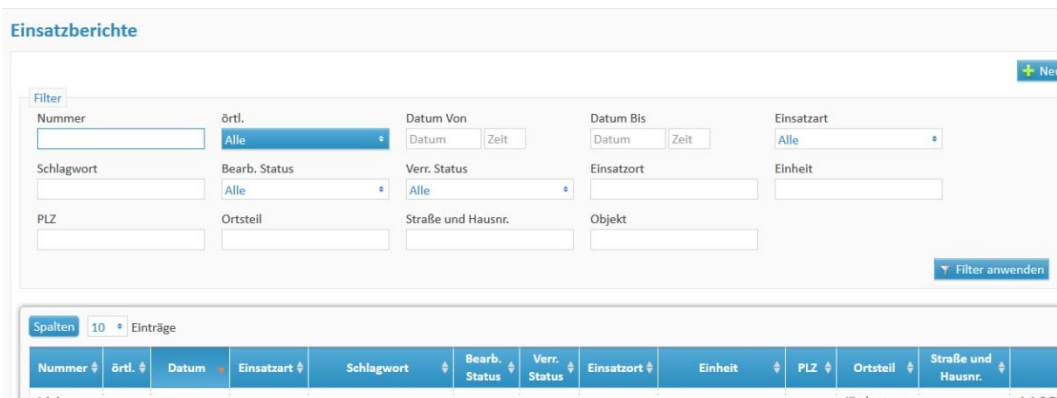 Einsatzberichte
Neu
Filter
Nummer örtl. Datum Von Datum Bis Einsatzart
Alle Datum Zeit Datum Zeit Alle
Schlagwort Bearb. Status Verr. Status Einsatzort Einheit
Alle Alle
PLZ Ortsteil Straße und Hausnr. Objekt
Filter anwenden
Spalten 10 Einträge
Nummer örtl. Datum Einsatzart Schlagwort Bearb. Status Verr. Status Einsatzort Einheit PLZ Ortsteil Straße und Hausnr.